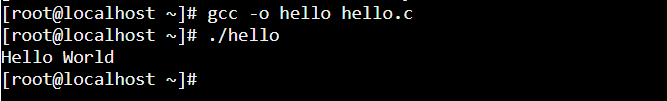 [root@localhost ~]# gcc -o hello hello.c
[root@localhost ~]# ./hello
Hello World
[root@localhost ~]#